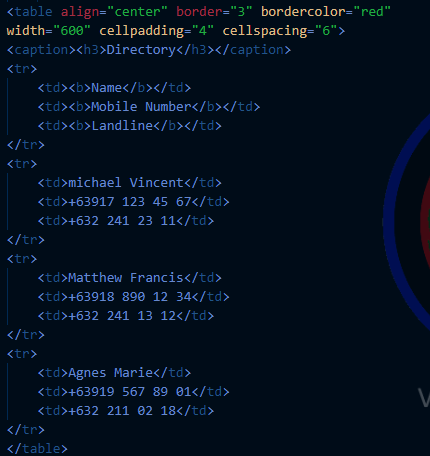 <table align="center" border="3" bordercolor="red"
width="600" cellpadding="4" cellspacing="6">
<caption><h3>Directory</h3></caption>
<tr>
<td><b>Name</b></td>
<td><b>Mobile Number</b></td>
<td><b>Landline</b></td>
</tr>
<tr>
<td>michael Vincent</td>
<td>+63917 123 45 67</td>
<td>+632 241 23 11</td>
</tr>
<tr>
<td>Matthew Francis</td>
<td>+63918 890 12 34</td>
<td>+632 241 13 12</td>
</tr>
<tr>
<td>Agnes Marie</td>
<td>+63919 567 89 01</td>
<td>+632 211 02 18</td>
</tr>
</table>